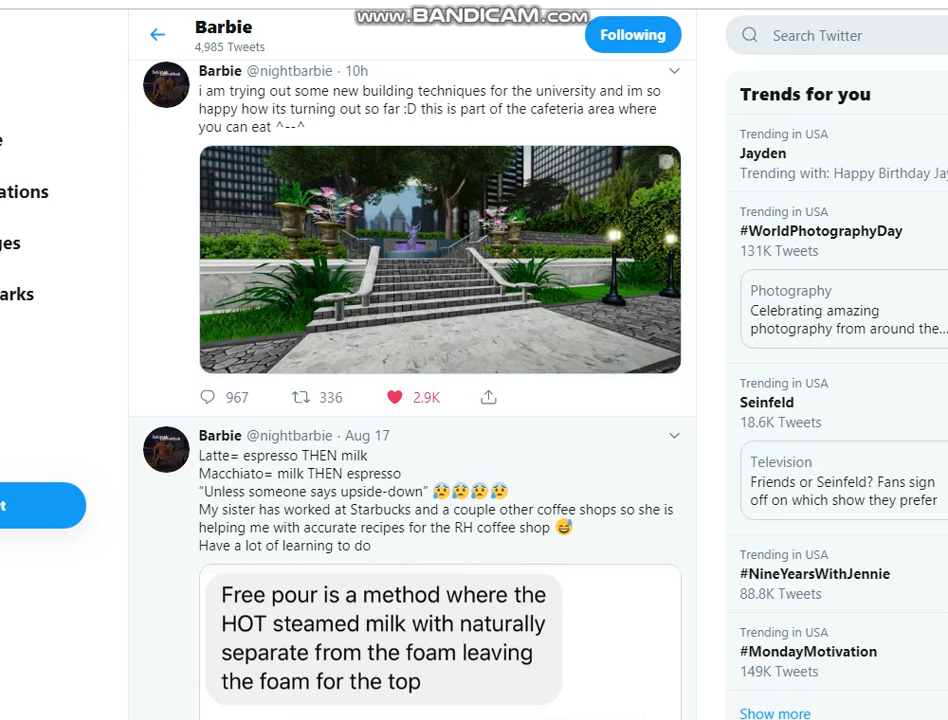 www.BANDICAM.com
Barbie
4,985 Tweets
Following
Search Twitter
Barbie @nightbarbie · 10h
i am trying out some new building techniques for the university and im so
happy how its turning out so far :D this is part of the cafeteria area where
you can eat ^--^
967
336
2.9K
Barbie @nightbarbie · Aug 17
Latte= espresso THEN milk
Macchiato= milk THEN espresso
“Unless someone says upside-down” 😰😰😰😰
My sister has worked at Starbucks and a couple other coffee shops so she is
helping me with accurate recipes for the RH coffee shop 😅
Have a lot of learning to do
Free pour is a method where the
HOT steamed milk with naturally
separate from the foam leaving
the foam for the top
e
ations
ges
arks
t
Trends for you
Trending in USA
Jayden
Trending with: Happy Birthday Ja
Trending in USA
#WorldPhotographyDay
131K Tweets
Photography
Celebrating amazing
photography from around the...
Trending in USA
Seinfeld
18.6K Tweets
Television
Friends or Seinfeld? Fans sign
off on which show they prefer
Trending in USA
#NineYearsWithJennie
88.8K Tweets
Trending in USA
#MondayMotivation
149K Tweets
Show more